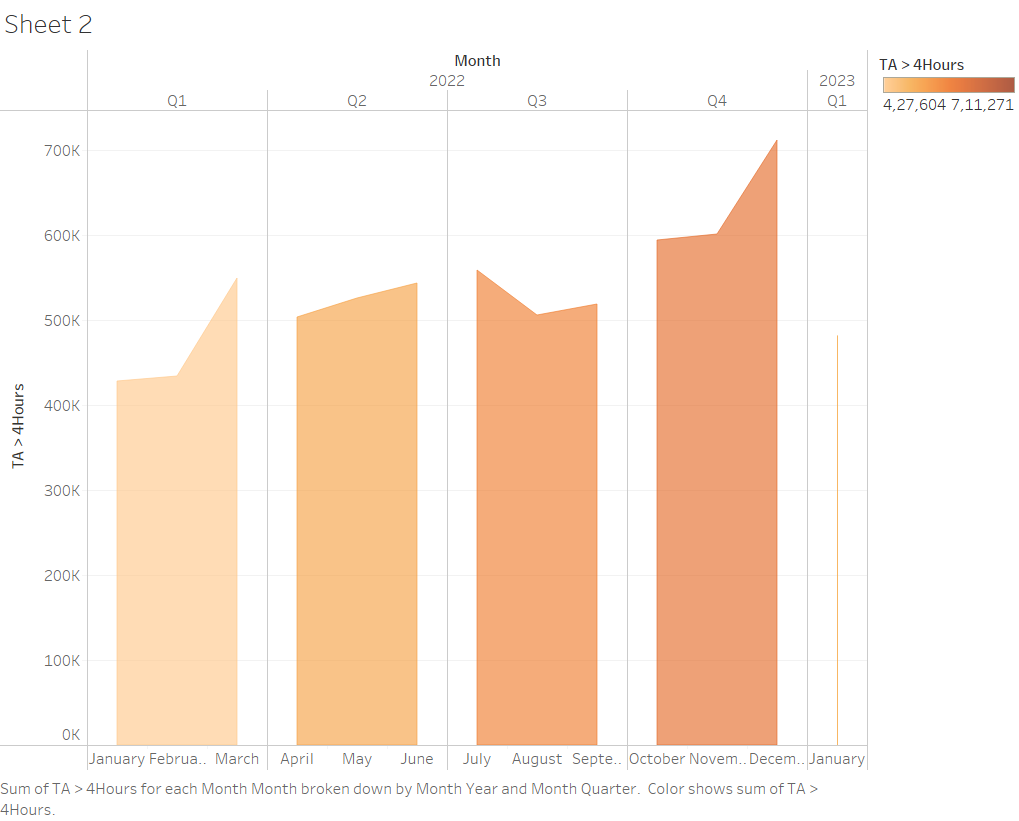 Sheet 2
Month
2022
2023
Q1
Q2
Q3
Q4
Q1
TA > 4Hours
4,27,604 7,11,271
700K
600K
500K
400K
300K
200K
100K
0K
TA > 4Hours
January Februa.. March April May June July August Septe.. October Novem.. Decem.. January
Sum of TA > 4Hours for each Month Month broken down by Month Year and Month Quarter. Color shows sum of TA >
4Hours.